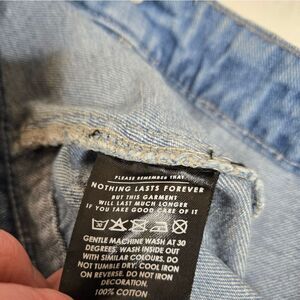 PLEASE REMEMBER THAT
NOTHING LASTS FOREVER
BUT THIS GARMENT
WILL LAST MUCH LONGER
IF YOU TAKE GOOD CARE OF IT
GENTLE MACHINE WASH AT 30
DEGREES. WASH INSIDE OUT
WITH SIMILAR COLOURS. DO
NOT TUMBLE DRY. COOL IRON
ON REVERSE. DO NOT IRON
DECORATION.
100% COTTON